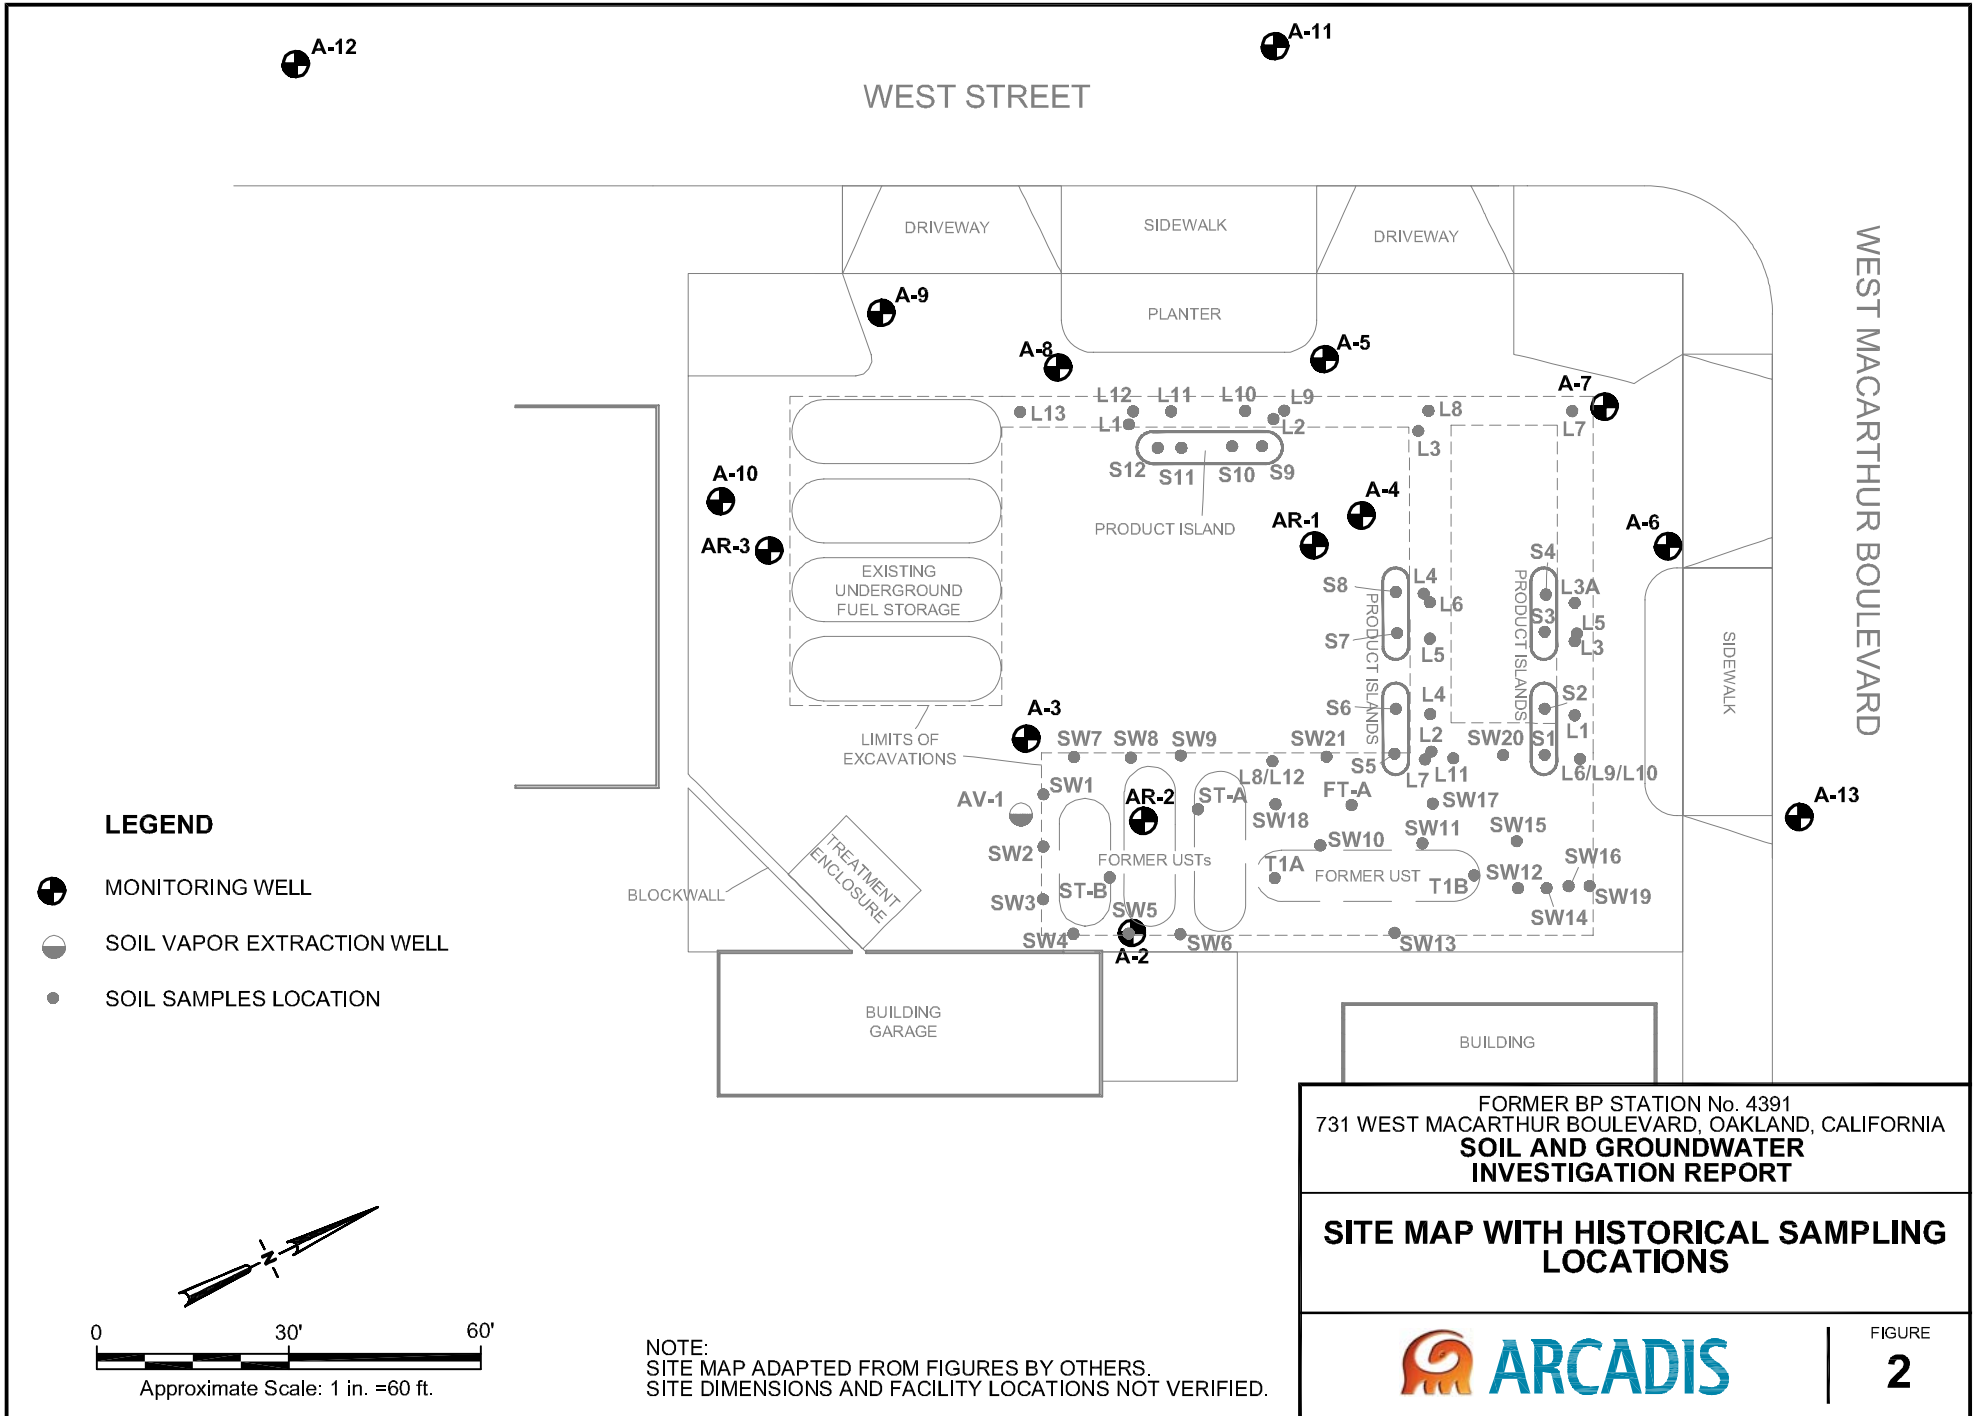 A-12
A-11
WEST STREET
DRIVEWAY
SIDEWALK
DRIVEWAY
WEST MACARTHUR BOULEVARD
A-9
PLANTER
A-8
A-5
A-7
L13
L12
L11
L10
L9
L8
L7
L1
L2
L3
S12
S11
S10
S9
A-10
A-4
PRODUCT ISLAND
AR-1
A-6
AR-3
EXISTING
UNDERGROUND
FUEL STORAGE
S8
L4
L6
S7
L5
PRODUCT ISLANDS
S4
L3A
S3
L5
L3
PRODUCT ISLANDS
SIDEWALK
S6
L4
S2
L1
A-3
LIMITS OF
EXCAVATIONS
SW7
SW8
SW9
SW21
L2
SW20
S1
L8/L12
S5
L7
L11
L6/L9/L10
AV-1
SW1
AR-2
ST-A
SW18
FT-A
SW17
A-13
SW2
FORMER USTs
SW10
SW11
SW15
TREATMENT
ENCLOSURE
BLOCKWALL
T1A
FORMER UST
T1B
SW12
SW16
SW3
ST-B
SW5
SW14
SW19
SW4
A-2
SW6
SW13
LEGEND
MONITORING WELL
SOIL VAPOR EXTRACTION WELL
SOIL SAMPLES LOCATION
BUILDING
GARAGE
BUILDING
N
0 30' 60'
Approximate Scale: 1 in. =60 ft.
NOTE:
SITE MAP ADAPTED FROM FIGURES BY OTHERS.
SITE DIMENSIONS AND FACILITY LOCATIONS NOT VERIFIED.
FORMER BP STATION No. 4391
731 WEST MACARTHUR BOULEVARD, OAKLAND, CALIFORNIA
SOIL AND GROUNDWATER
INVESTIGATION REPORT
SITE MAP WITH HISTORICAL SAMPLING
LOCATIONS
ARCADIS
FIGURE
2